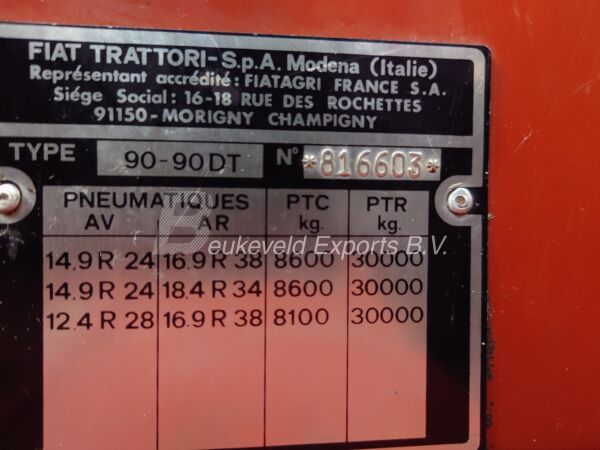 FIAT TRATTORI-S.p.A. Modena (Italie)
Représentant accrédité: FIATAGRI FRANCE S.A.
Siége Social: 16-18 RUE DES ROCHETTES
91150-MORIGNY CHAMPIGNY
TYPE 90-90DT N° *816603*
PNEUMATIQUES PTC PTR
AV AR kg. kg.
Beukeveld Exports B.V.
14.9 R 24 16.9 R 38 8600 30000
14.9 R 24 18.4 R 34 8600 30000
12.4 R 28 16.9 R 38 8100 30000